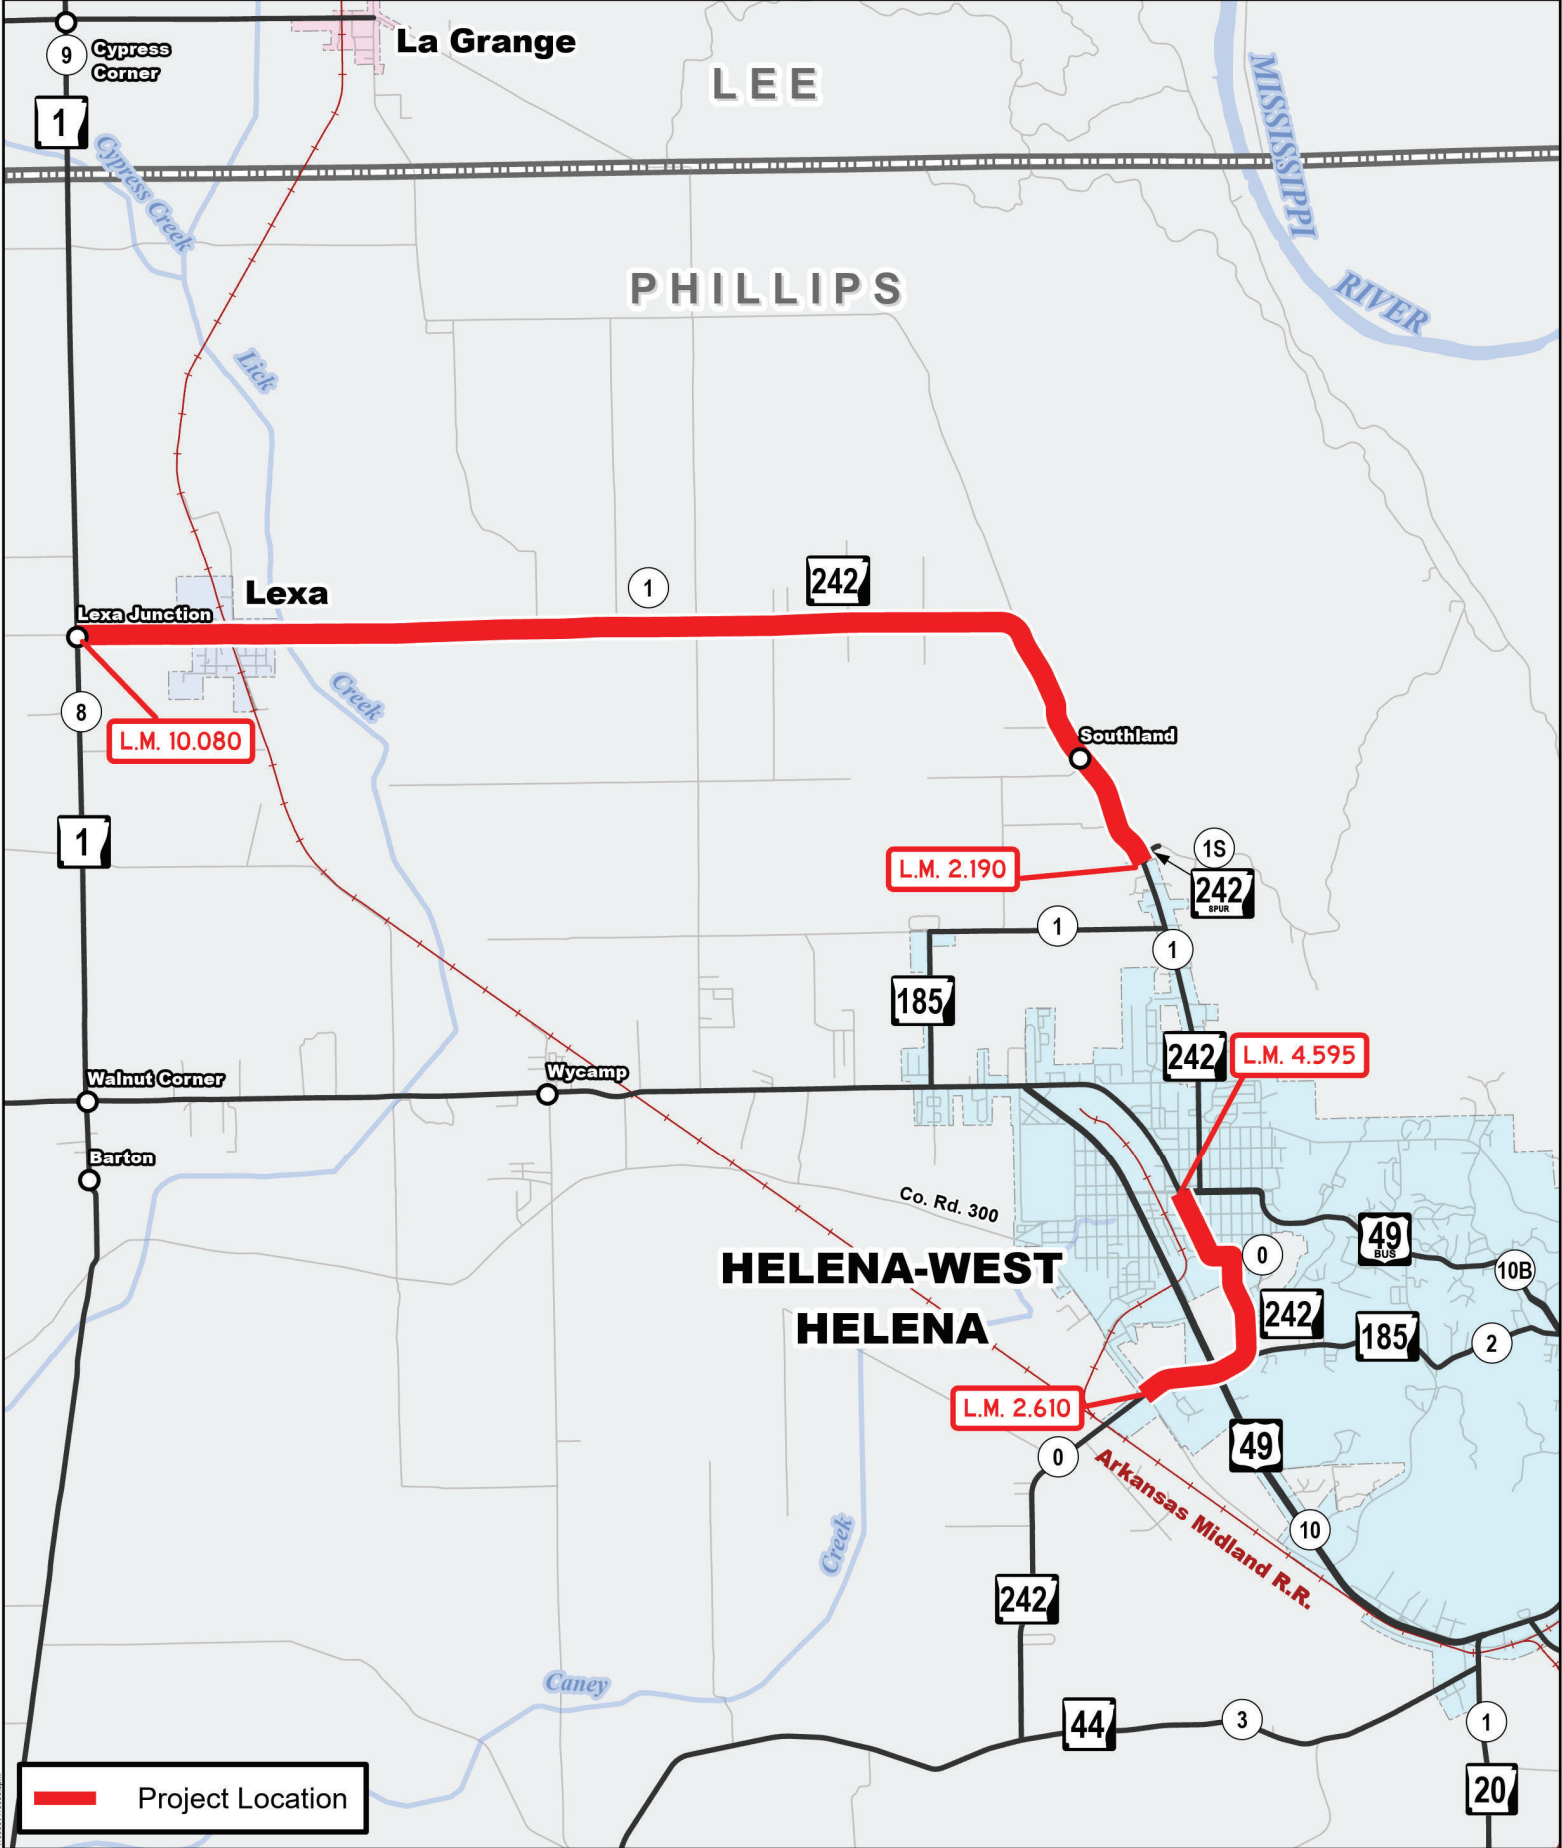 La Grange
9
Cypress
Corner
LEE
1
MISSISSIPPI
Cypress Creek
PHILLIPS
RIVER
Lick
1
242
Lexa
Lexa Junction
Creek
8
L.M. 10.080
Southland
1
L.M. 2.190
1S
242
SPUR
1
1
185
242
L.M. 4.595
Walnut Corner
Wycamp
Barton
Co. Rd. 300
49
BUS
HELENA-WEST
HELENA
0
10B
242
185
2
L.M. 2.610
0
49
Arkansas Midland R.R.
10
Creek
242
Caney
44
3
1
20
Project Location